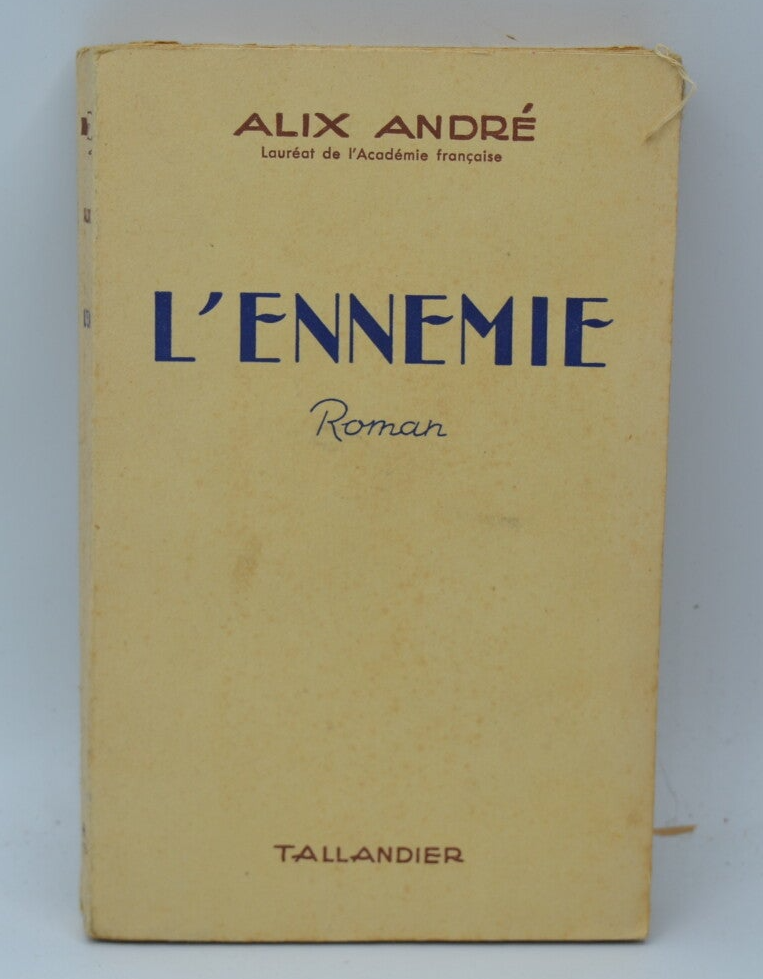 ALIX ANDRÉ
Lauréat de l'Académie française
L'ENNEMIE
Roman
TALLANDIER